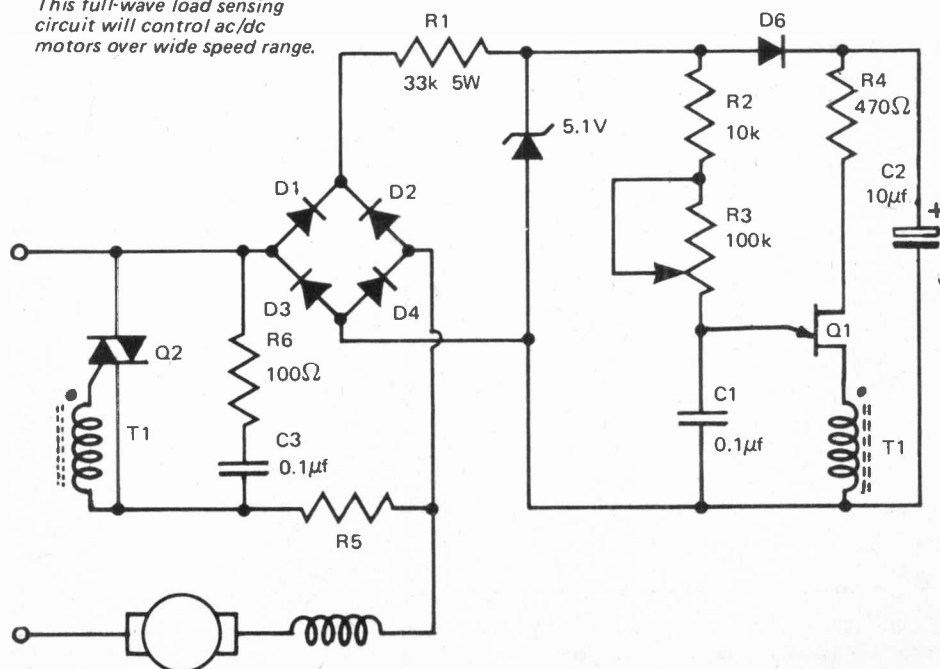 This full-wave load sensing
circuit will control ac/dc
motors over wide speed range.
R1
33k 5W
D6
R2
10k
R4
470Ω
5.1V
C2
10μf
+
D1
D2
R3
100k
D3
D4
Q2
R6
100Ω
Q1
C1
0.1μf
T1
C3
0.1μf
T1
R5